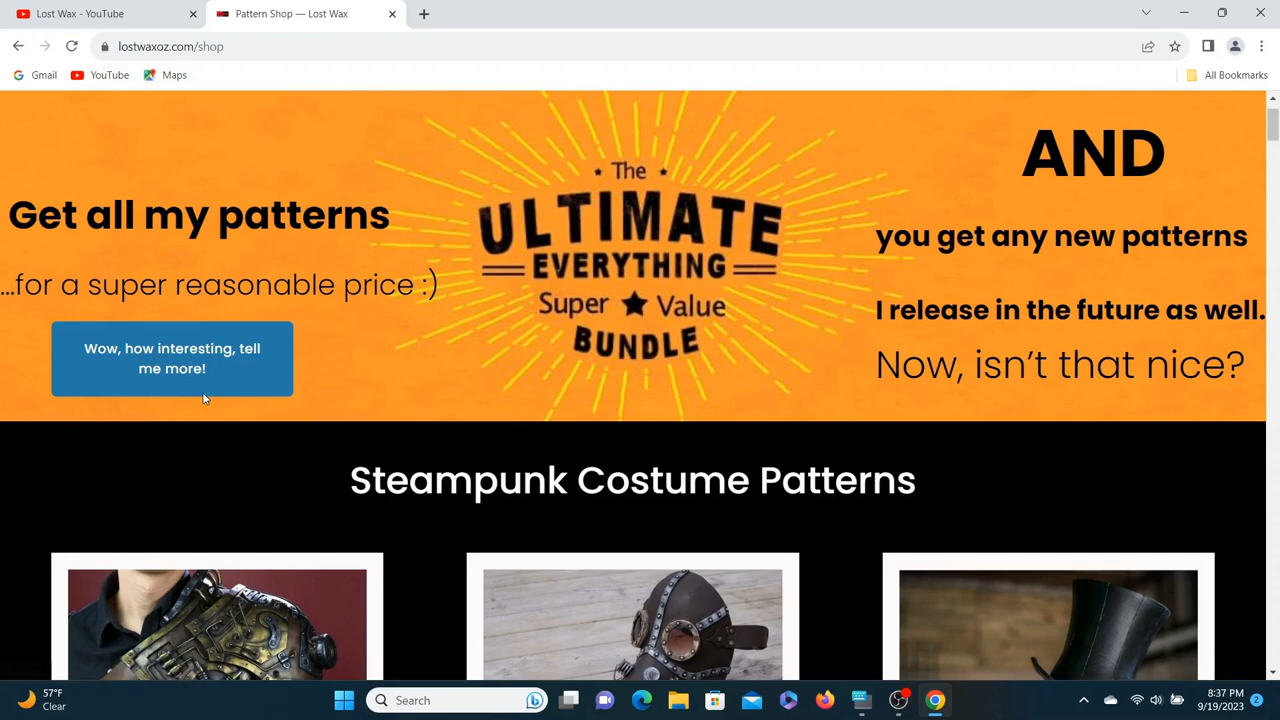 Lost Wax - YouTube
Pattern Shop — Lost Wax
lostwaxoz.com/shop
Gmail
YouTube
Maps
All Bookmarks
Get all my patterns
...for a super reasonable price :)
Wow, how interesting, tell
me more!
The
ULTIMATE
EVERYTHING
Super ★ Value
BUNDLE
AND
you get any new patterns
I release in the future as well.
Now, isn't that nice?
Steampunk Costume Patterns
57°F
Clear
Search
8:37 PM
9/19/2023
2